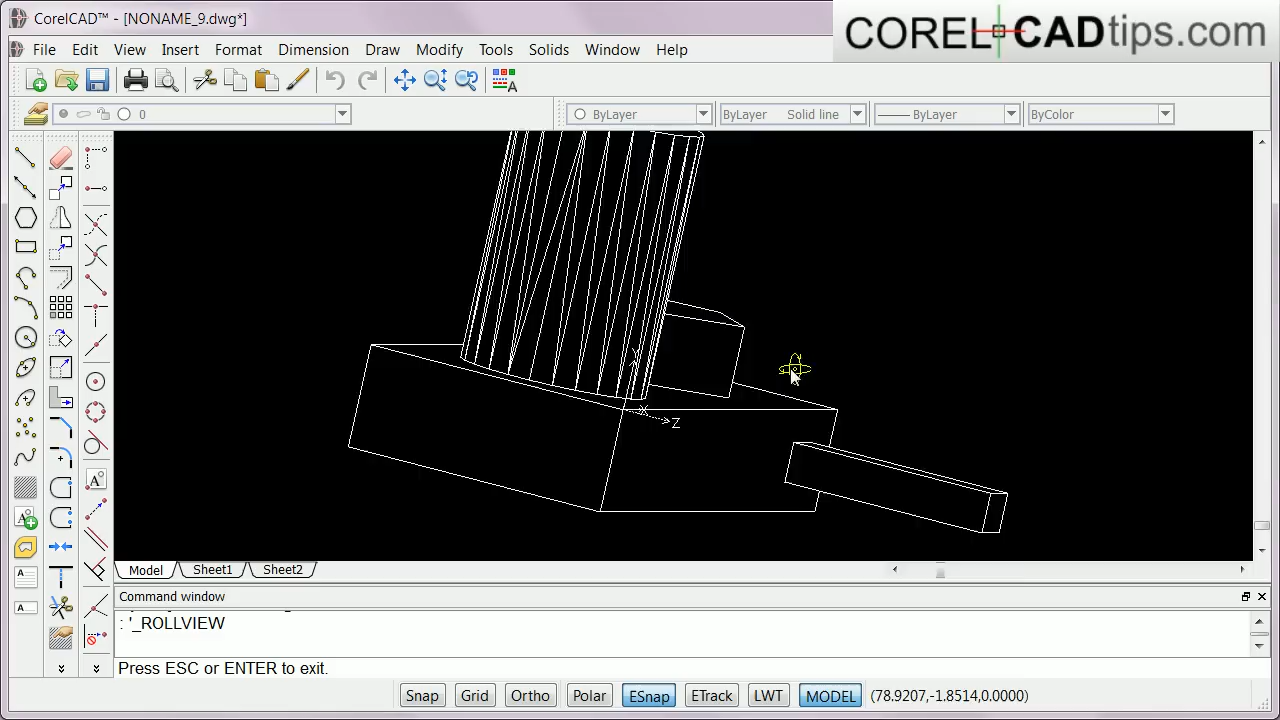 CorelCAD™ - [NONAME_9.dwg*]
COREL CADtips.com
File Edit View Insert Format Dimension Draw Modify Tools Solids Window Help
0 ByLayer ByLayer Solid line ByLayer ByColor
Y
X
Z
Model Sheet1 Sheet2
Command window
: '_ROLLVIEW
Press ESC or ENTER to exit.
Snap Grid Ortho Polar ESnap ETrack LWT MODEL (78.9207,-1.8514,0.0000)